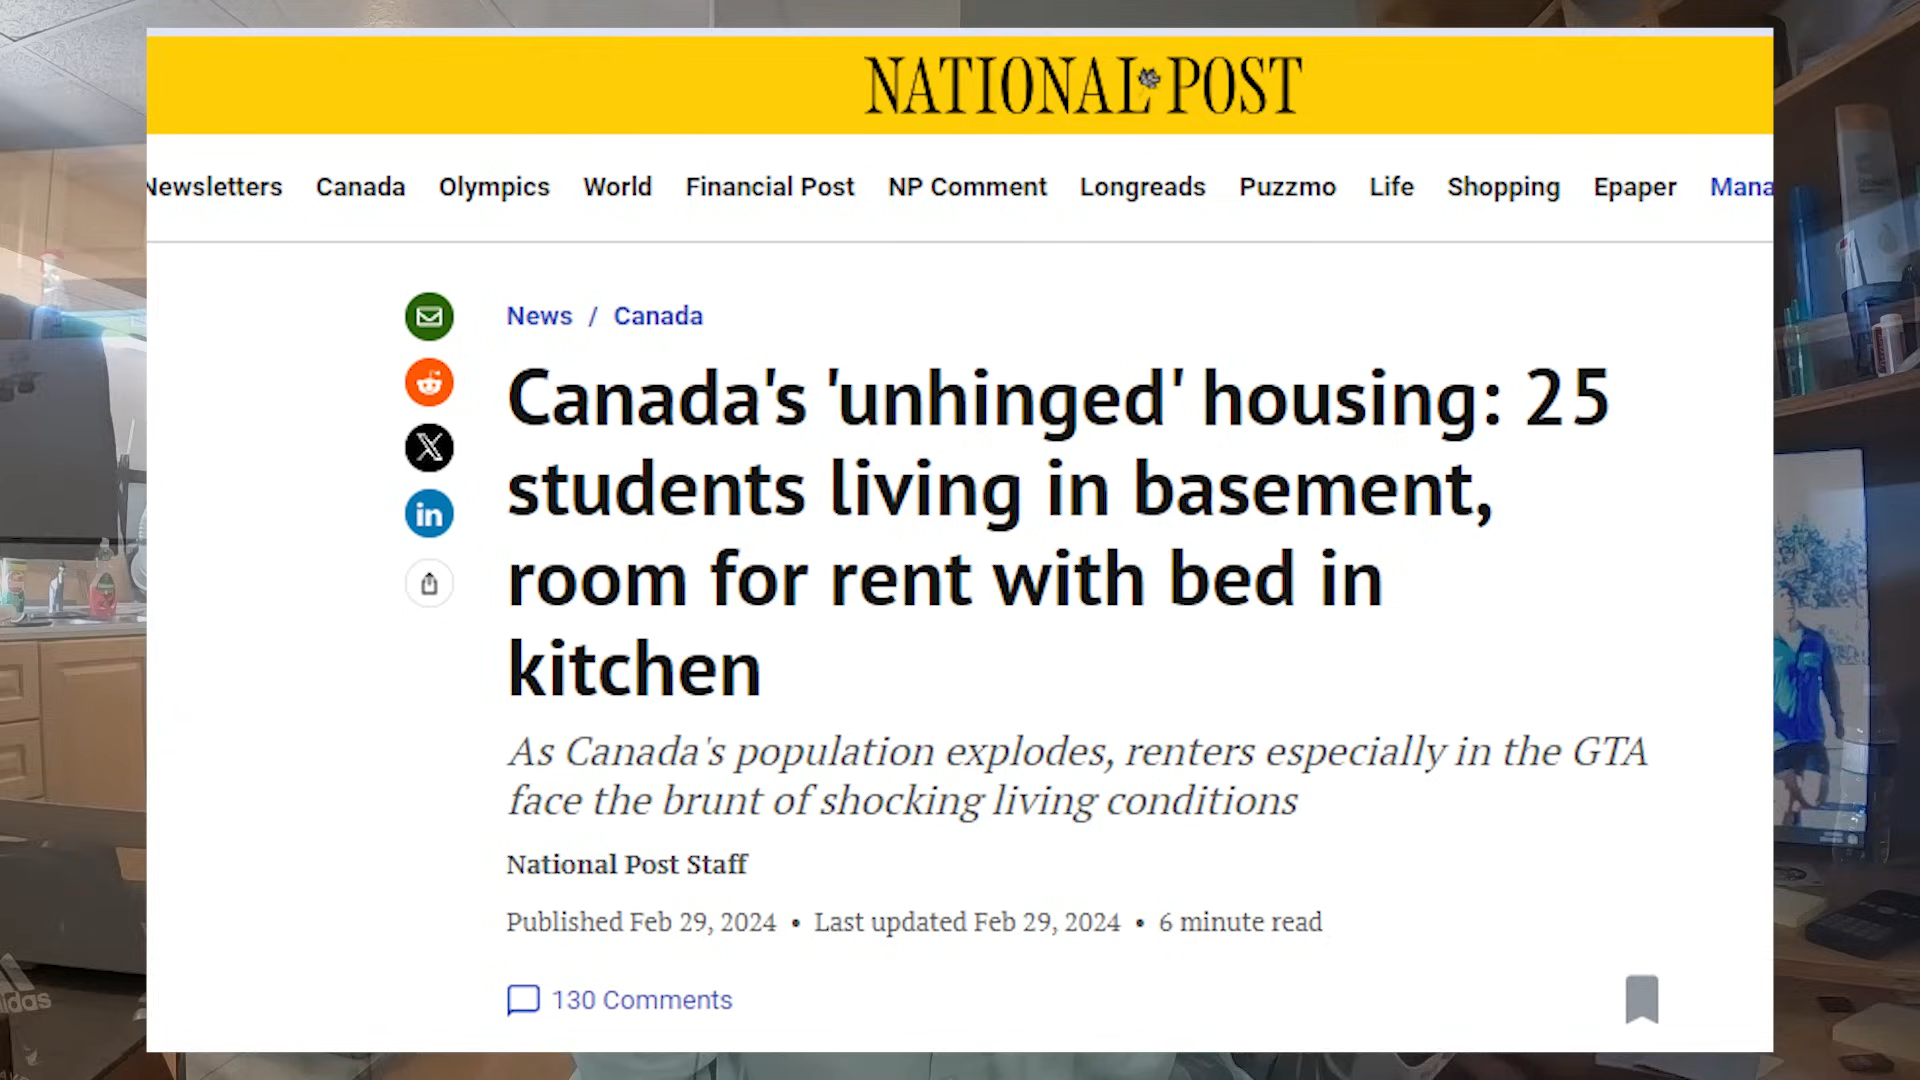 NATIONAL POST
Newsletters Canada Olympics World Financial Post NP Comment Longreads Puzzmo Life Shopping Epaper Mana
News / Canada
Canada's 'unhinged' housing: 25
students living in basement,
room for rent with bed in
kitchen
As Canada's population explodes, renters especially in the GTA
face the brunt of shocking living conditions
National Post Staff
Published Feb 29, 2024 • Last updated Feb 29, 2024 • 6 minute read
130 Comments
in
didas